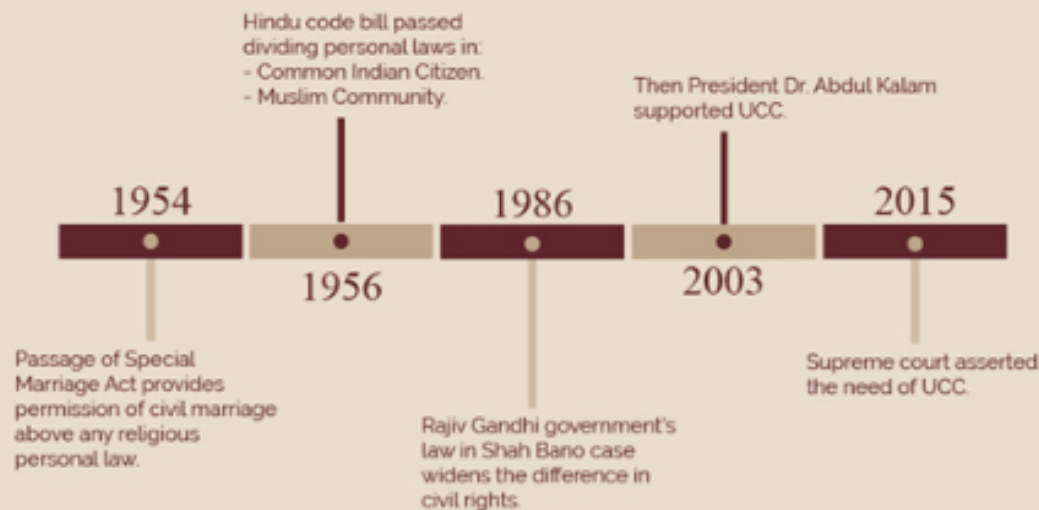 1954
Passage of Special
Marriage Act provides
permission of civil marriage
above any religious
personal law.
Hindu code bill passed
dividing personal laws in:
- Common Indian Citizen.
- Muslim Community.
1956
1986
Rajiv Gandhi government's
law in Shah Bano case
widens the difference in
civil rights.
Then President Dr. Abdul Kalam
supported UCC.
2003
2015
Supreme court asserted
the need of UCC.